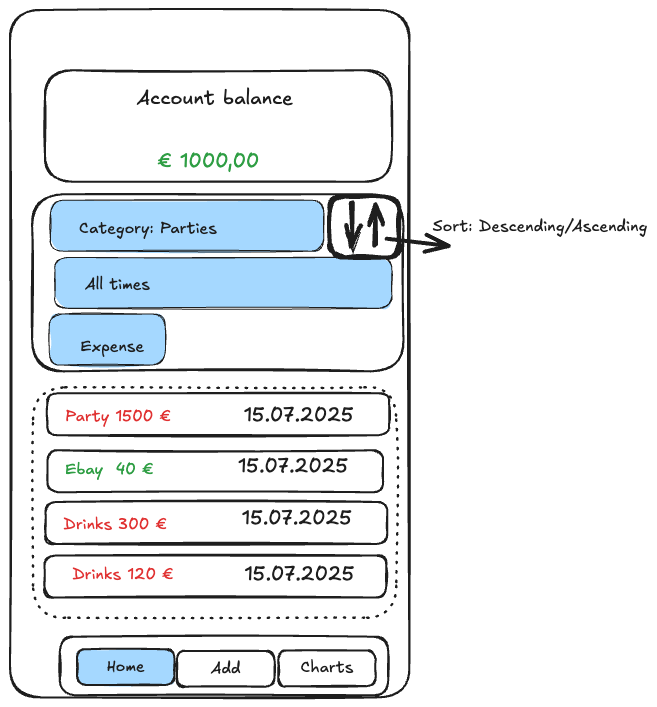 Account balance
€ 1000,00
Category: Parties
Sort: Descending/Ascending
All times
Expense
Party 1500 € 15.07.2025
Ebay 40 € 15.07.2025
Drinks 300 € 15.07.2025
Drinks 120 € 15.07.2025
Home Add Charts